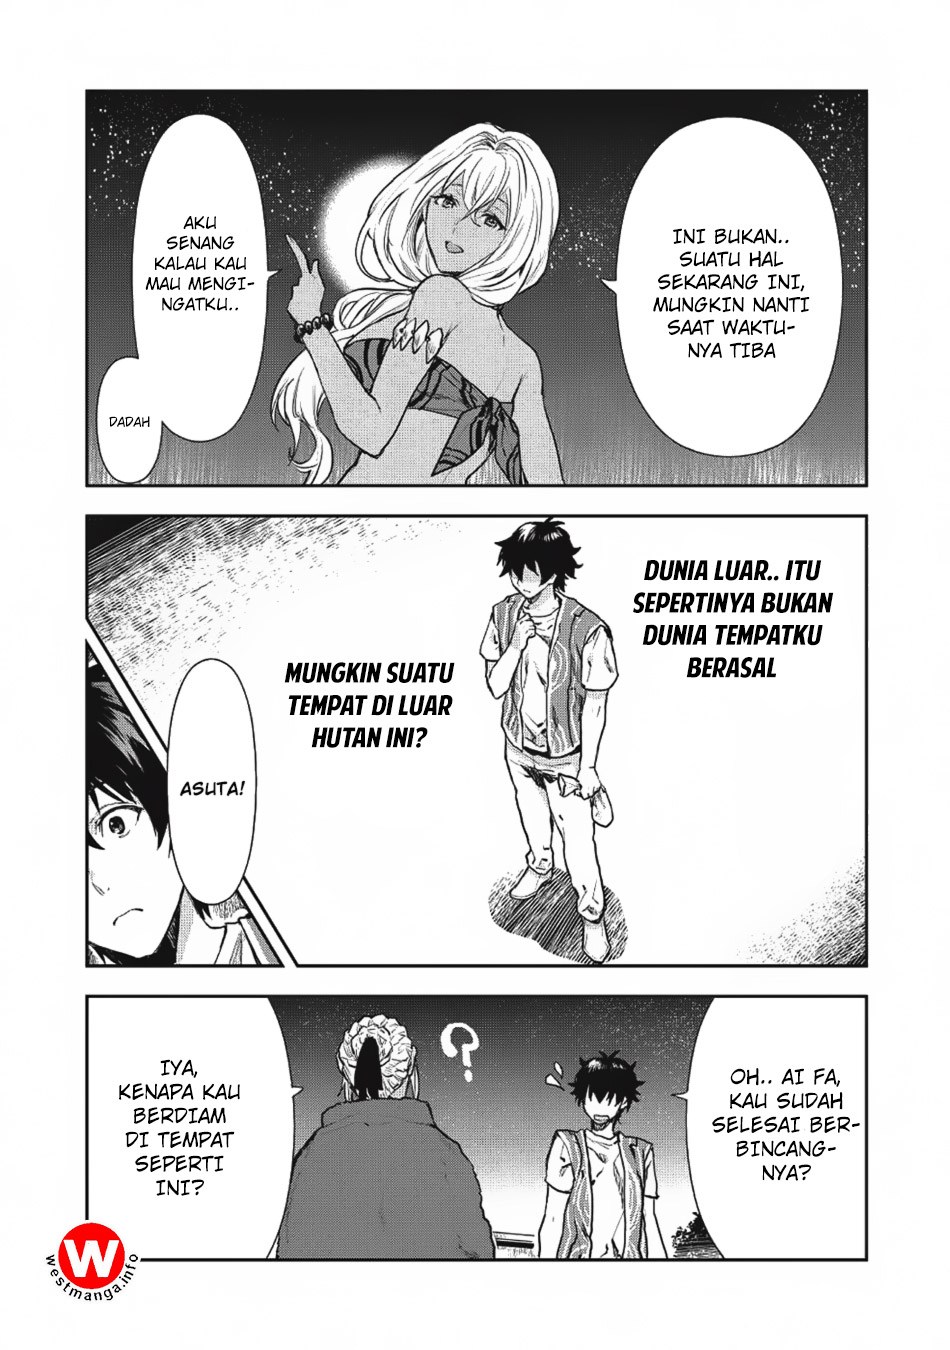 INI BUKAN..
SUATU HAL
SEKARANG INI,
MUNGKIN NANTI
SAAT WAKTU-
NYA TIBA
AKU
SENANG
KALAU KAU
MAU MENGI-
NGATKU..
DADAH
DUNIA LUAR.. ITU
SEPERTINYA BUKAN
DUNIA TEMPATKU
BERASAL
MUNGKIN SUATU
TEMPAT DI LUAR
HUTAN INI?
ASUTA!
OH.. AI FA,
KAU SUDAH
SELESAI BER-
BINCANG-
NYA?
?
IYA,
KENAPA KAU
BERDIAM
DI TEMPAT
SEPERTI
INI?
W
westmanga.info